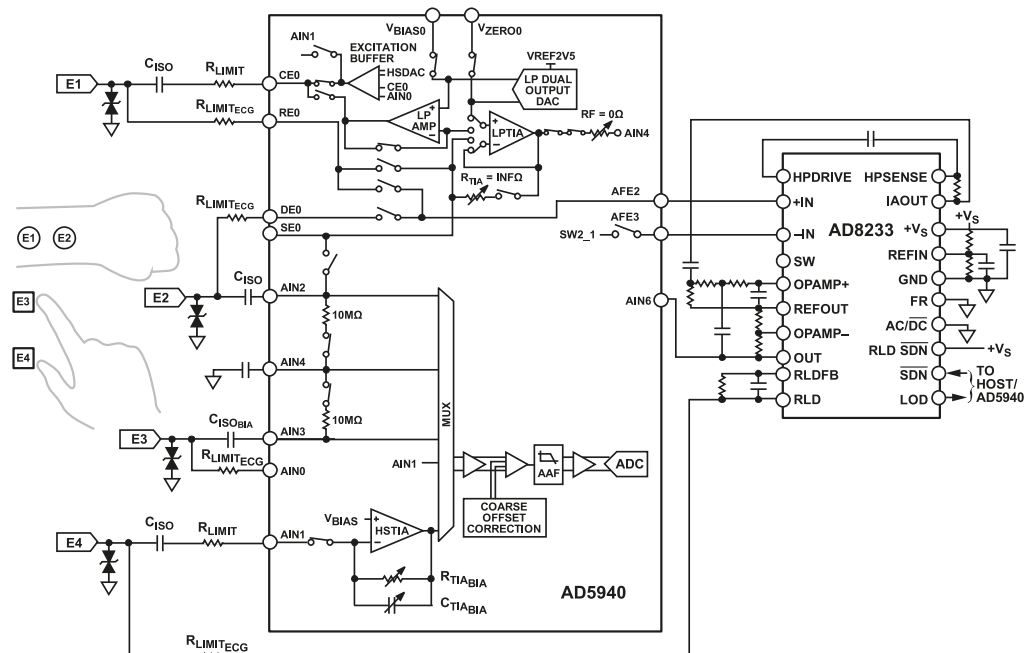 VBIAS0
VZERO0
AIN1
EXCITATION
BUFFER
HSDAC
CE0
AIN0
VREF2V5
LP DUAL
OUTPUT
DAC
E1
CISO
RLIMIT
CE0
RLIMITECG
RE0
LP
AMP
+
−
+
−
LPTIA
RF = 0Ω
AIN4
RTIA = INFΩ
RLIMITECG
DE0
SE0
AFE2
AFE3
SW2_1
E1
E2
E3
E4
E2
CISO
AIN2
10MΩ
AIN4
10MΩ
AIN6
MUX
E3
CISOBIA
AIN3
RLIMITECG
AIN0
AIN1
AAF
ADC
COARSE
OFFSET
CORRECTION
E4
CISO
RLIMIT
AIN1
VBIAS
+
−
HSTIA
RTIABIA
CTIABIA
AD5940
RLIMITECG
HPDRIVE
HPSENSE
+IN
IAOUT
AD8233
−IN
+VS
+VS
SW
REFIN
OPAMP+
GND
REFOUT
FR
OPAMP−
AC/DC
OUT
RLD SDN
+VS
RLDFB
SDN
RLD
LOD
TO
HOST/
AD5940